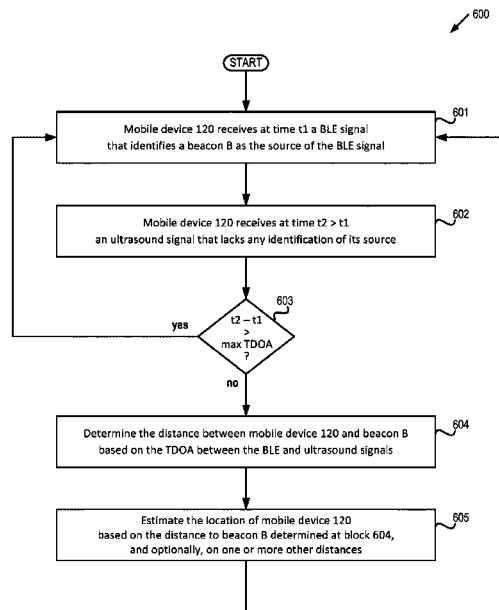 600
START
601
Mobile device 120 receives at time t1 a BLE signal
that identifies a beacon B as the source of the BLE signal
602
Mobile device 120 receives at time t2 > t1
an ultrasound signal that lacks any identification of its source
603
yes
t2 – t1
>
max TDOA
?
no
604
Determine the distance between mobile device 120 and beacon B
based on the TDOA between the BLE and ultrasound signals
605
Estimate the location of mobile device 120
based on the distance to beacon B determined at block 604,
and optionally, on one or more other distances